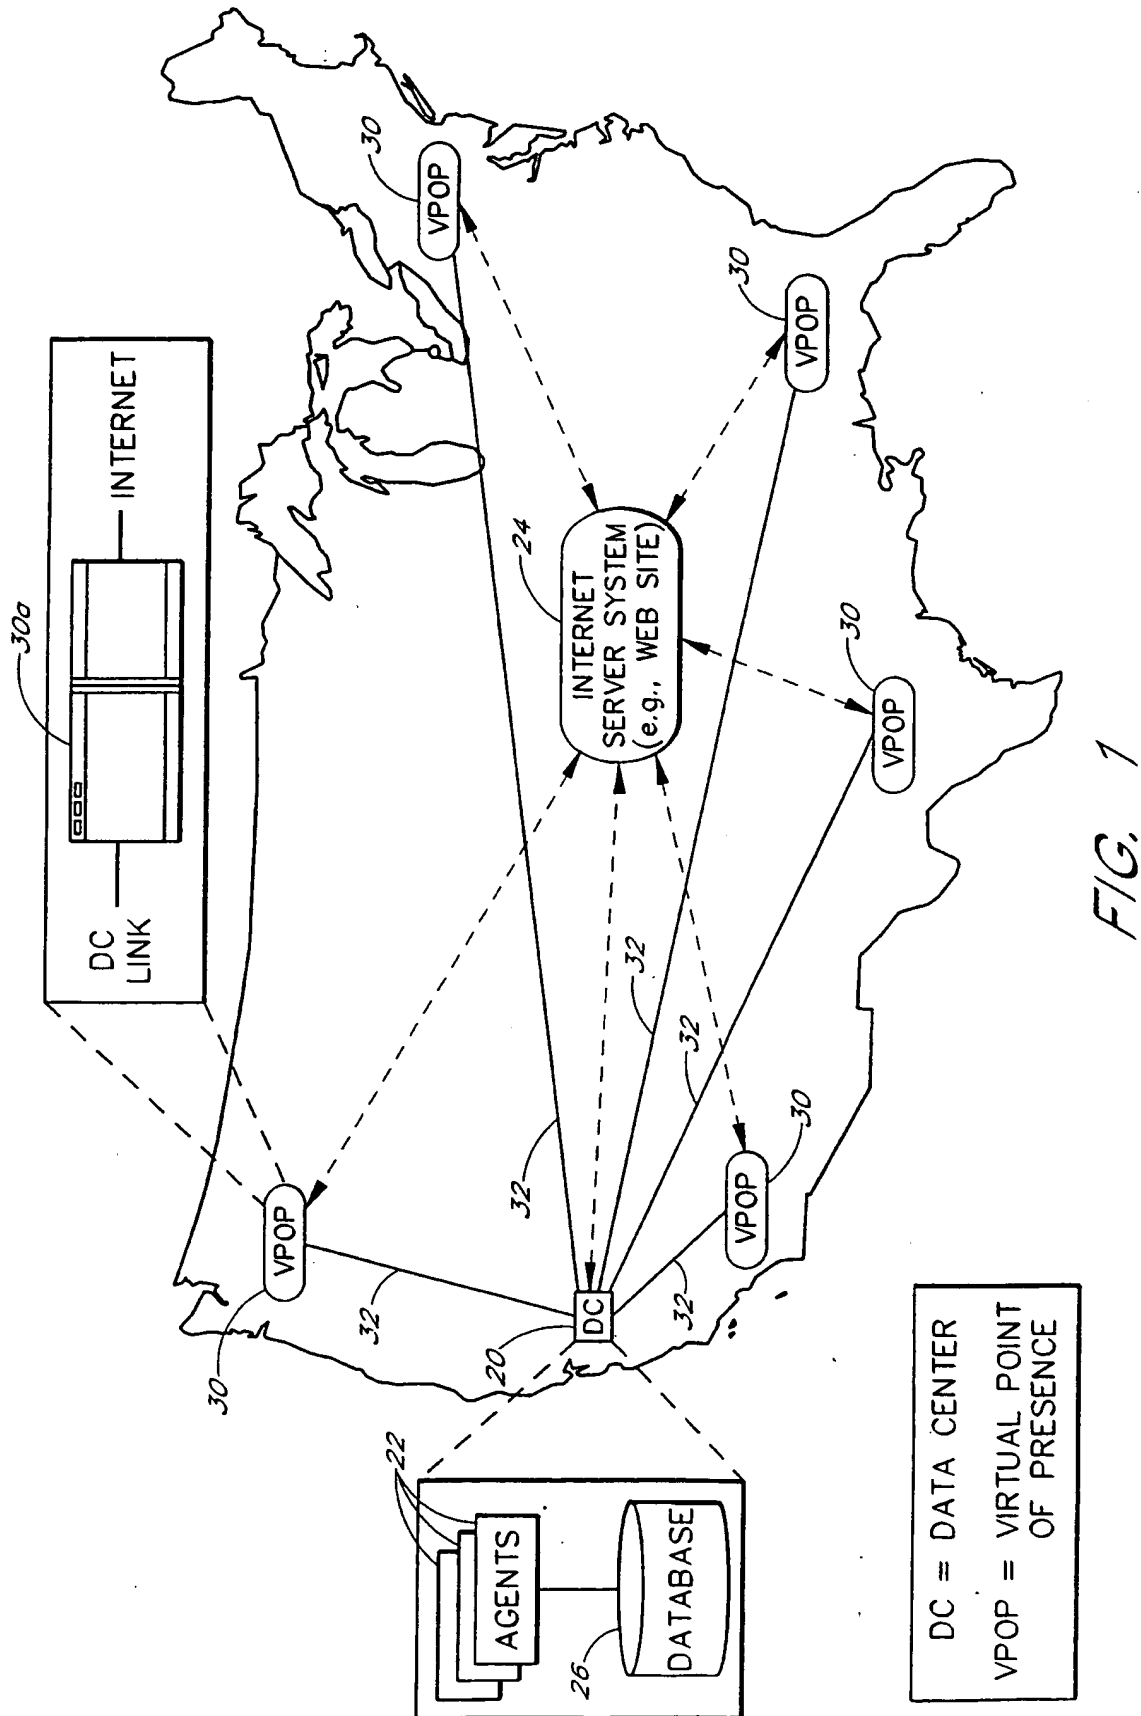 30a
DC
LINK
INTERNET
30
VPOP
30
VPOP
30
VPOP
30
VPOP
30
VPOP
24
INTERNET
SERVER SYSTEM
(e.g., WEB SITE)
32
32
32
32
32
20
DC
22
AGENTS
26
DATABASE
DC = DATA CENTER
VPOP = VIRTUAL POINT
OF PRESENCE
FIG. 1